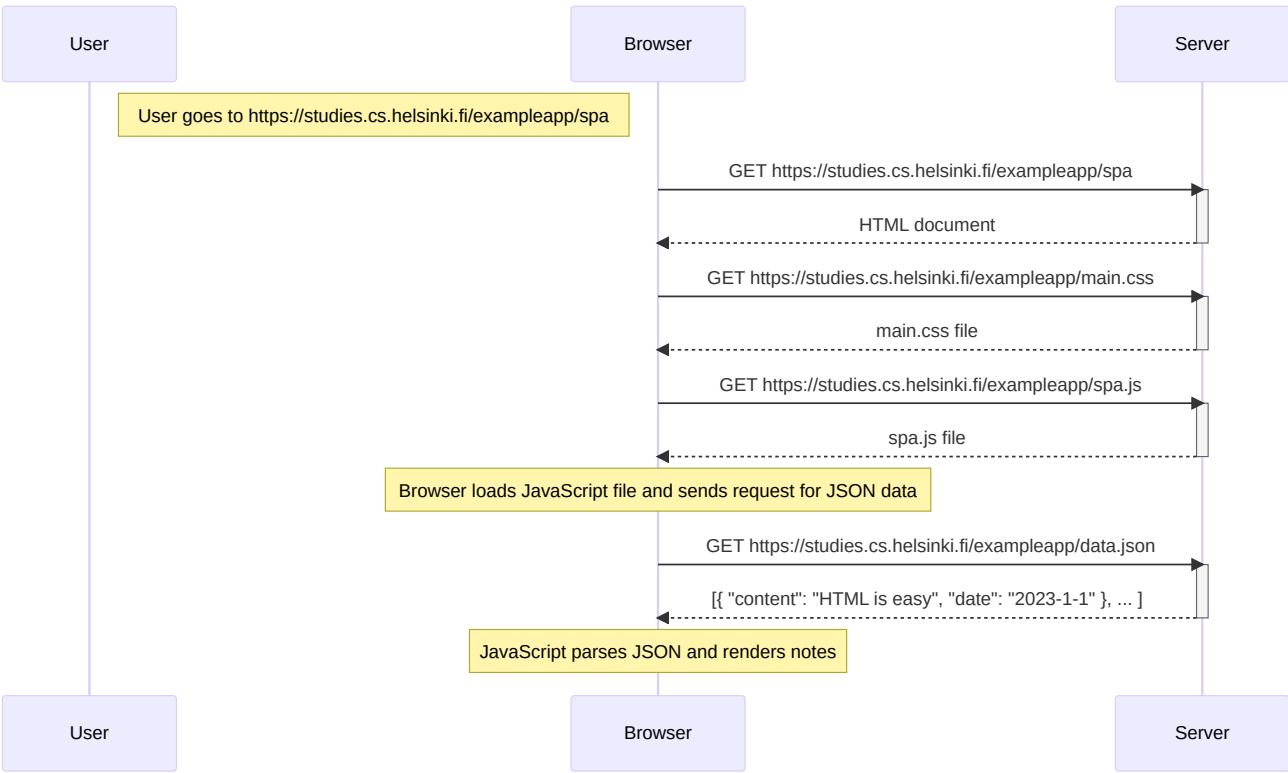 User
Browser
Server
User goes to https://studies.cs.helsinki.fi/exampleapp/spa
GET https://studies.cs.helsinki.fi/exampleapp/spa
HTML document
GET https://studies.cs.helsinki.fi/exampleapp/main.css
main.css file
GET https://studies.cs.helsinki.fi/exampleapp/spa.js
spa.js file
Browser loads JavaScript file and sends request for JSON data
GET https://studies.cs.helsinki.fi/exampleapp/data.json
[{ "content": "HTML is easy", "date": "2023-1-1" }, ... ]
JavaScript parses JSON and renders notes
User
Browser
Server